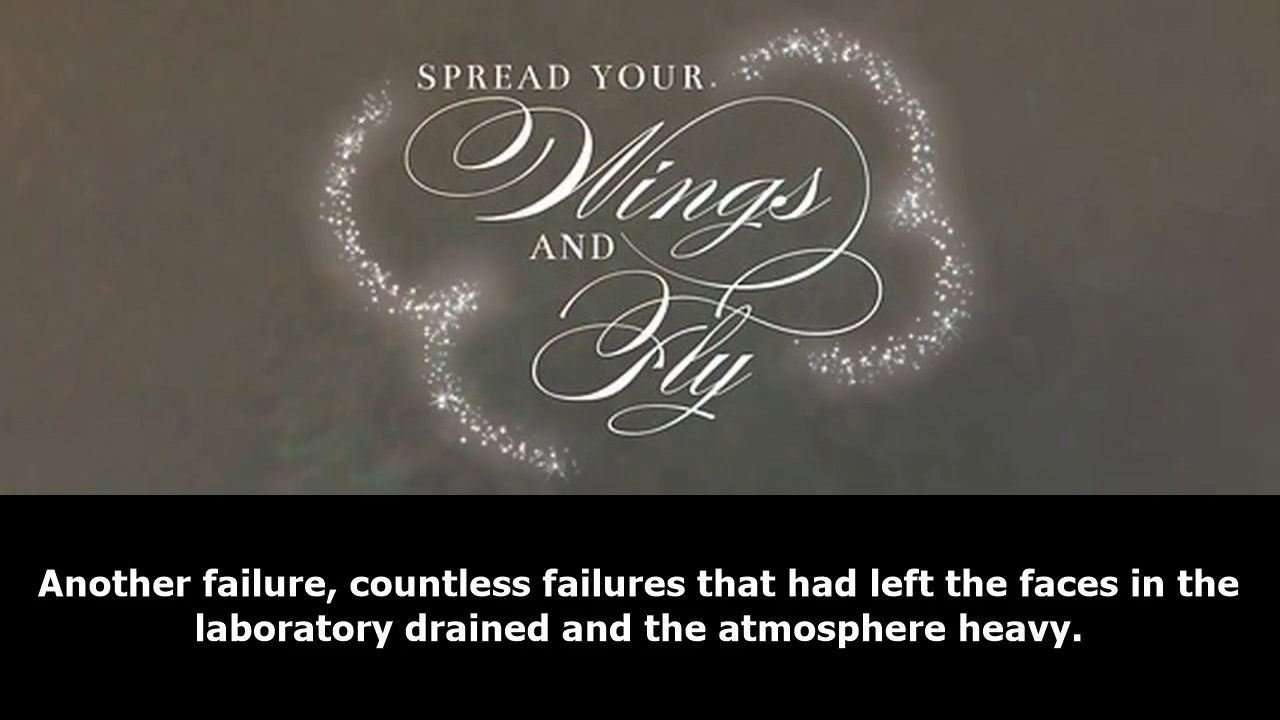 SPREAD YOUR
Wings
AND
Fly
Another failure, countless failures that had left the faces in the
laboratory drained and the atmosphere heavy.